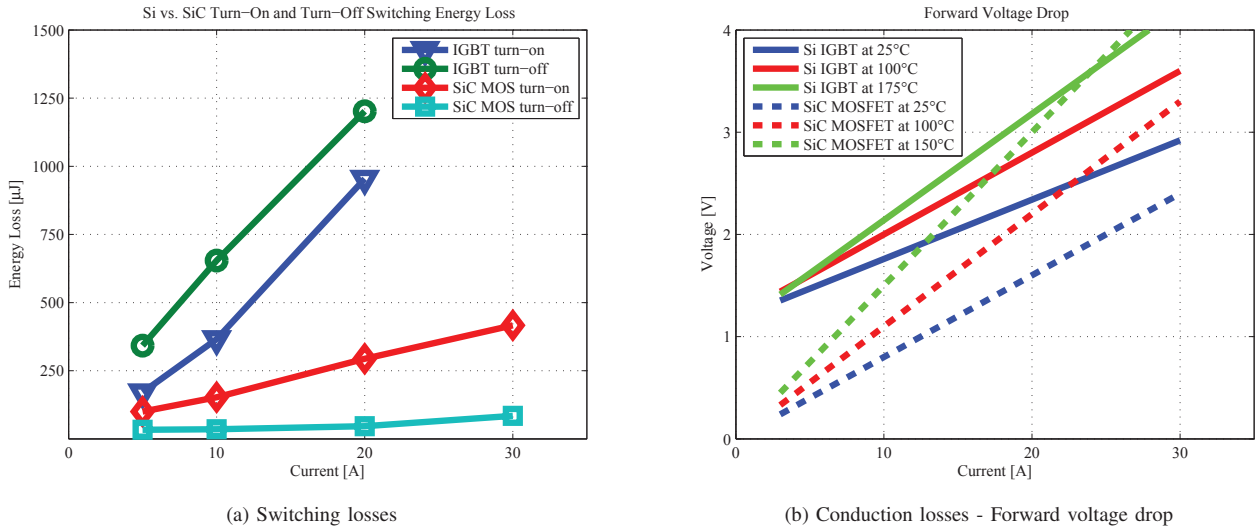 Si vs. SiC Turn−On and Turn−Off Switching Energy Loss
1500
1250
1000
750
500
250
0
10
20
30
Energy Loss [µJ]
Current [A]
IGBT turn−on
IGBT turn−off
SiC MOS turn−on
SiC MOS turn−off
(a) Switching losses
Forward Voltage Drop
4
3
2
1
0
0
10
20
30
Voltage [V]
Current [A]
Si IGBT at 25°C
Si IGBT at 100°C
Si IGBT at 175°C
SiC MOSFET at 25°C
SiC MOSFET at 100°C
SiC MOSFET at 150°C
(b) Conduction losses - Forward voltage drop